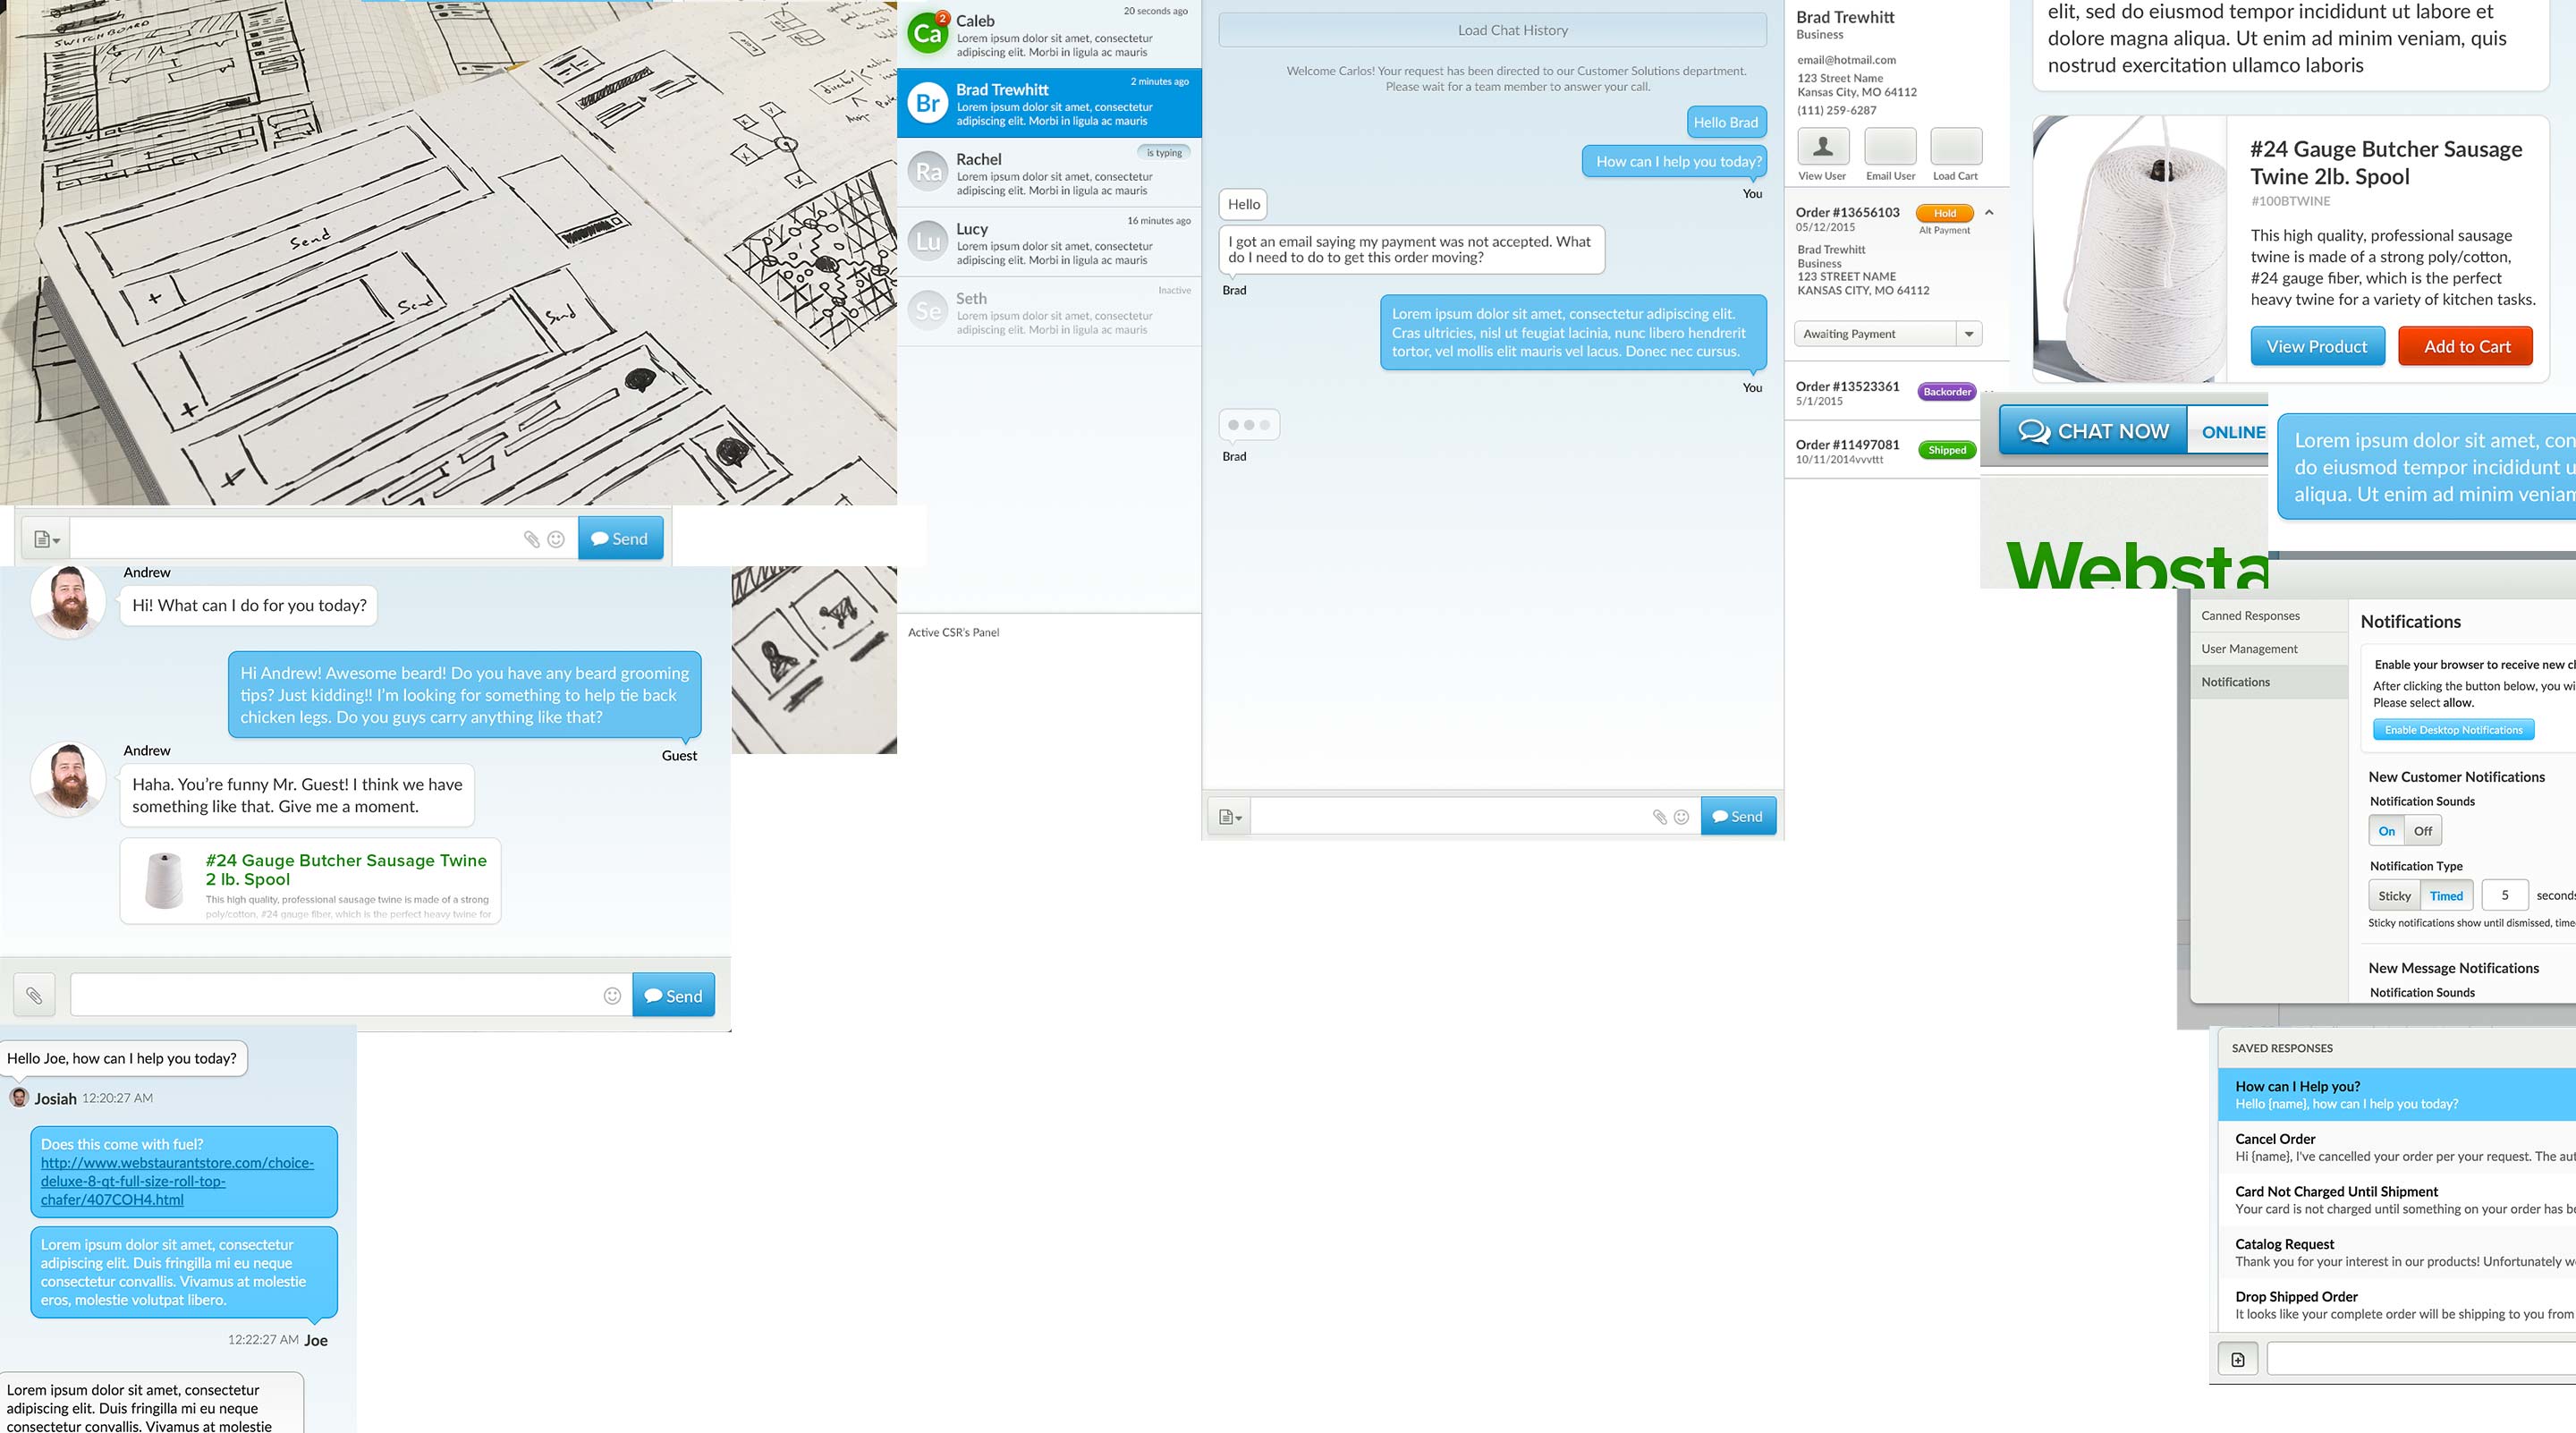 SWITCHBOARD
Send
+
Send
Send
+
+
Send
Andrew
Hi! What can I do for you today?
Hi Andrew! Awesome beard! Do you have any beard grooming
tips? Just kidding!! I'm looking for something to help tie back
chicken legs. Do you guys carry anything like that?
Guest
Andrew
Haha. You're funny Mr. Guest! I think we have
something like that. Give me a moment.
#24 Gauge Butcher Sausage Twine
2 lb. Spool
This high quality, professional sausage twine is made of a strong
poly/cotton, #24 gauge fiber, which is the perfect heavy twine for
Send
Hello Joe, how can I help you today?
Josiah 12:20:27 AM
Does this come with fuel?
http://www.webstaurantstore.com/choice-
deluxe-8-qt-full-size-roll-top-
chafer/407COH4.html
Lorem ipsum dolor sit amet, consectetur
adipiscing elit. Duis fringilla mi eu neque
consectetur convallis. Vivamus at molestie
eros, molestie volutpat libero.
12:22:27 AM Joe
Lorem ipsum dolor sit amet, consectetur
adipiscing elit. Duis fringilla mi eu neque
consectetur convallis. Vivamus at molestie
20 seconds ago
Ca
2
Caleb
Lorem ipsum dolor sit amet, consectetur
adipiscing elit. Morbi in ligula ac mauris
2 minutes ago
Br
Brad Trewhitt
Lorem ipsum dolor sit amet, consectetur
adipiscing elit. Morbi in ligula ac mauris
is typing
Ra
Rachel
Lorem ipsum dolor sit amet, consectetur
adipiscing elit. Morbi in ligula ac mauris
16 minutes ago
Lu
Lucy
Lorem ipsum dolor sit amet, consectetur
adipiscing elit. Morbi in ligula ac mauris
Inactive
Se
Seth
Lorem ipsum dolor sit amet, consectetur
adipiscing elit. Morbi in ligula ac mauris
Active CSR's Panel
Load Chat History
Welcome Carlos! Your request has been directed to our Customer Solutions department.
Please wait for a team member to answer your call.
Hello Brad
How can I help you today?
You
Hello
I got an email saying my payment was not accepted. What
do I need to do to get this order moving?
Brad
Lorem ipsum dolor sit amet, consectetur adipiscing elit.
Cras ultricies, nisl ut feugiat lacinia, nunc libero hendrerit
tortor, vel mollis elit mauris vel lacus. Donec nec cursus.
You
Brad
Send
Brad Trewhitt
Business
email@hotmail.com
123 Street Name
Kansas City, MO 64112
(111) 259-6287
View User Email User Load Cart
Order #13656103 Hold
05/12/2015 Alt Payment
Brad Trewhitt
Business
123 STREET NAME
KANSAS CITY, MO 64112
Awaiting Payment
Order #13523361 Backorder
5/1/2015
Order #11497081 Shipped
10/11/2014vvvttt
elit, sed do eiusmod tempor incididunt ut labore et
dolore magna aliqua. Ut enim ad minim veniam, quis
nostrud exercitation ullamco laboris
#24 Gauge Butcher Sausage
Twine 2lb. Spool
#100BTWINE
This high quality, professional sausage
twine is made of a strong poly/cotton,
#24 gauge fiber, which is the perfect
heavy twine for a variety of kitchen tasks.
View Product Add to Cart
CHAT NOW ONLINE
Websta
Lorem ipsum dolor sit amet, con
do eiusmod tempor incididunt u
aliqua. Ut enim ad minim veniam
Canned Responses
User Management
Notifications
Notifications
Enable your browser to receive new c
After clicking the button below, you wi
Please select allow.
Enable Desktop Notifications
New Customer Notifications
Notification Sounds
On Off
Notification Type
Sticky Timed 5 seconds
Sticky notifications show until dismissed, time
New Message Notifications
Notification Sounds
SAVED RESPONSES
How can I Help you?
Hello {name}, how can I help you today?
Cancel Order
Hi {name}, I've cancelled your order per your request. The aut
Card Not Charged Until Shipment
Your card is not charged until something on your order has be
Catalog Request
Thank you for your interest in our products! Unfortunately w
Drop Shipped Order
It looks like your complete order will be shipping to you from